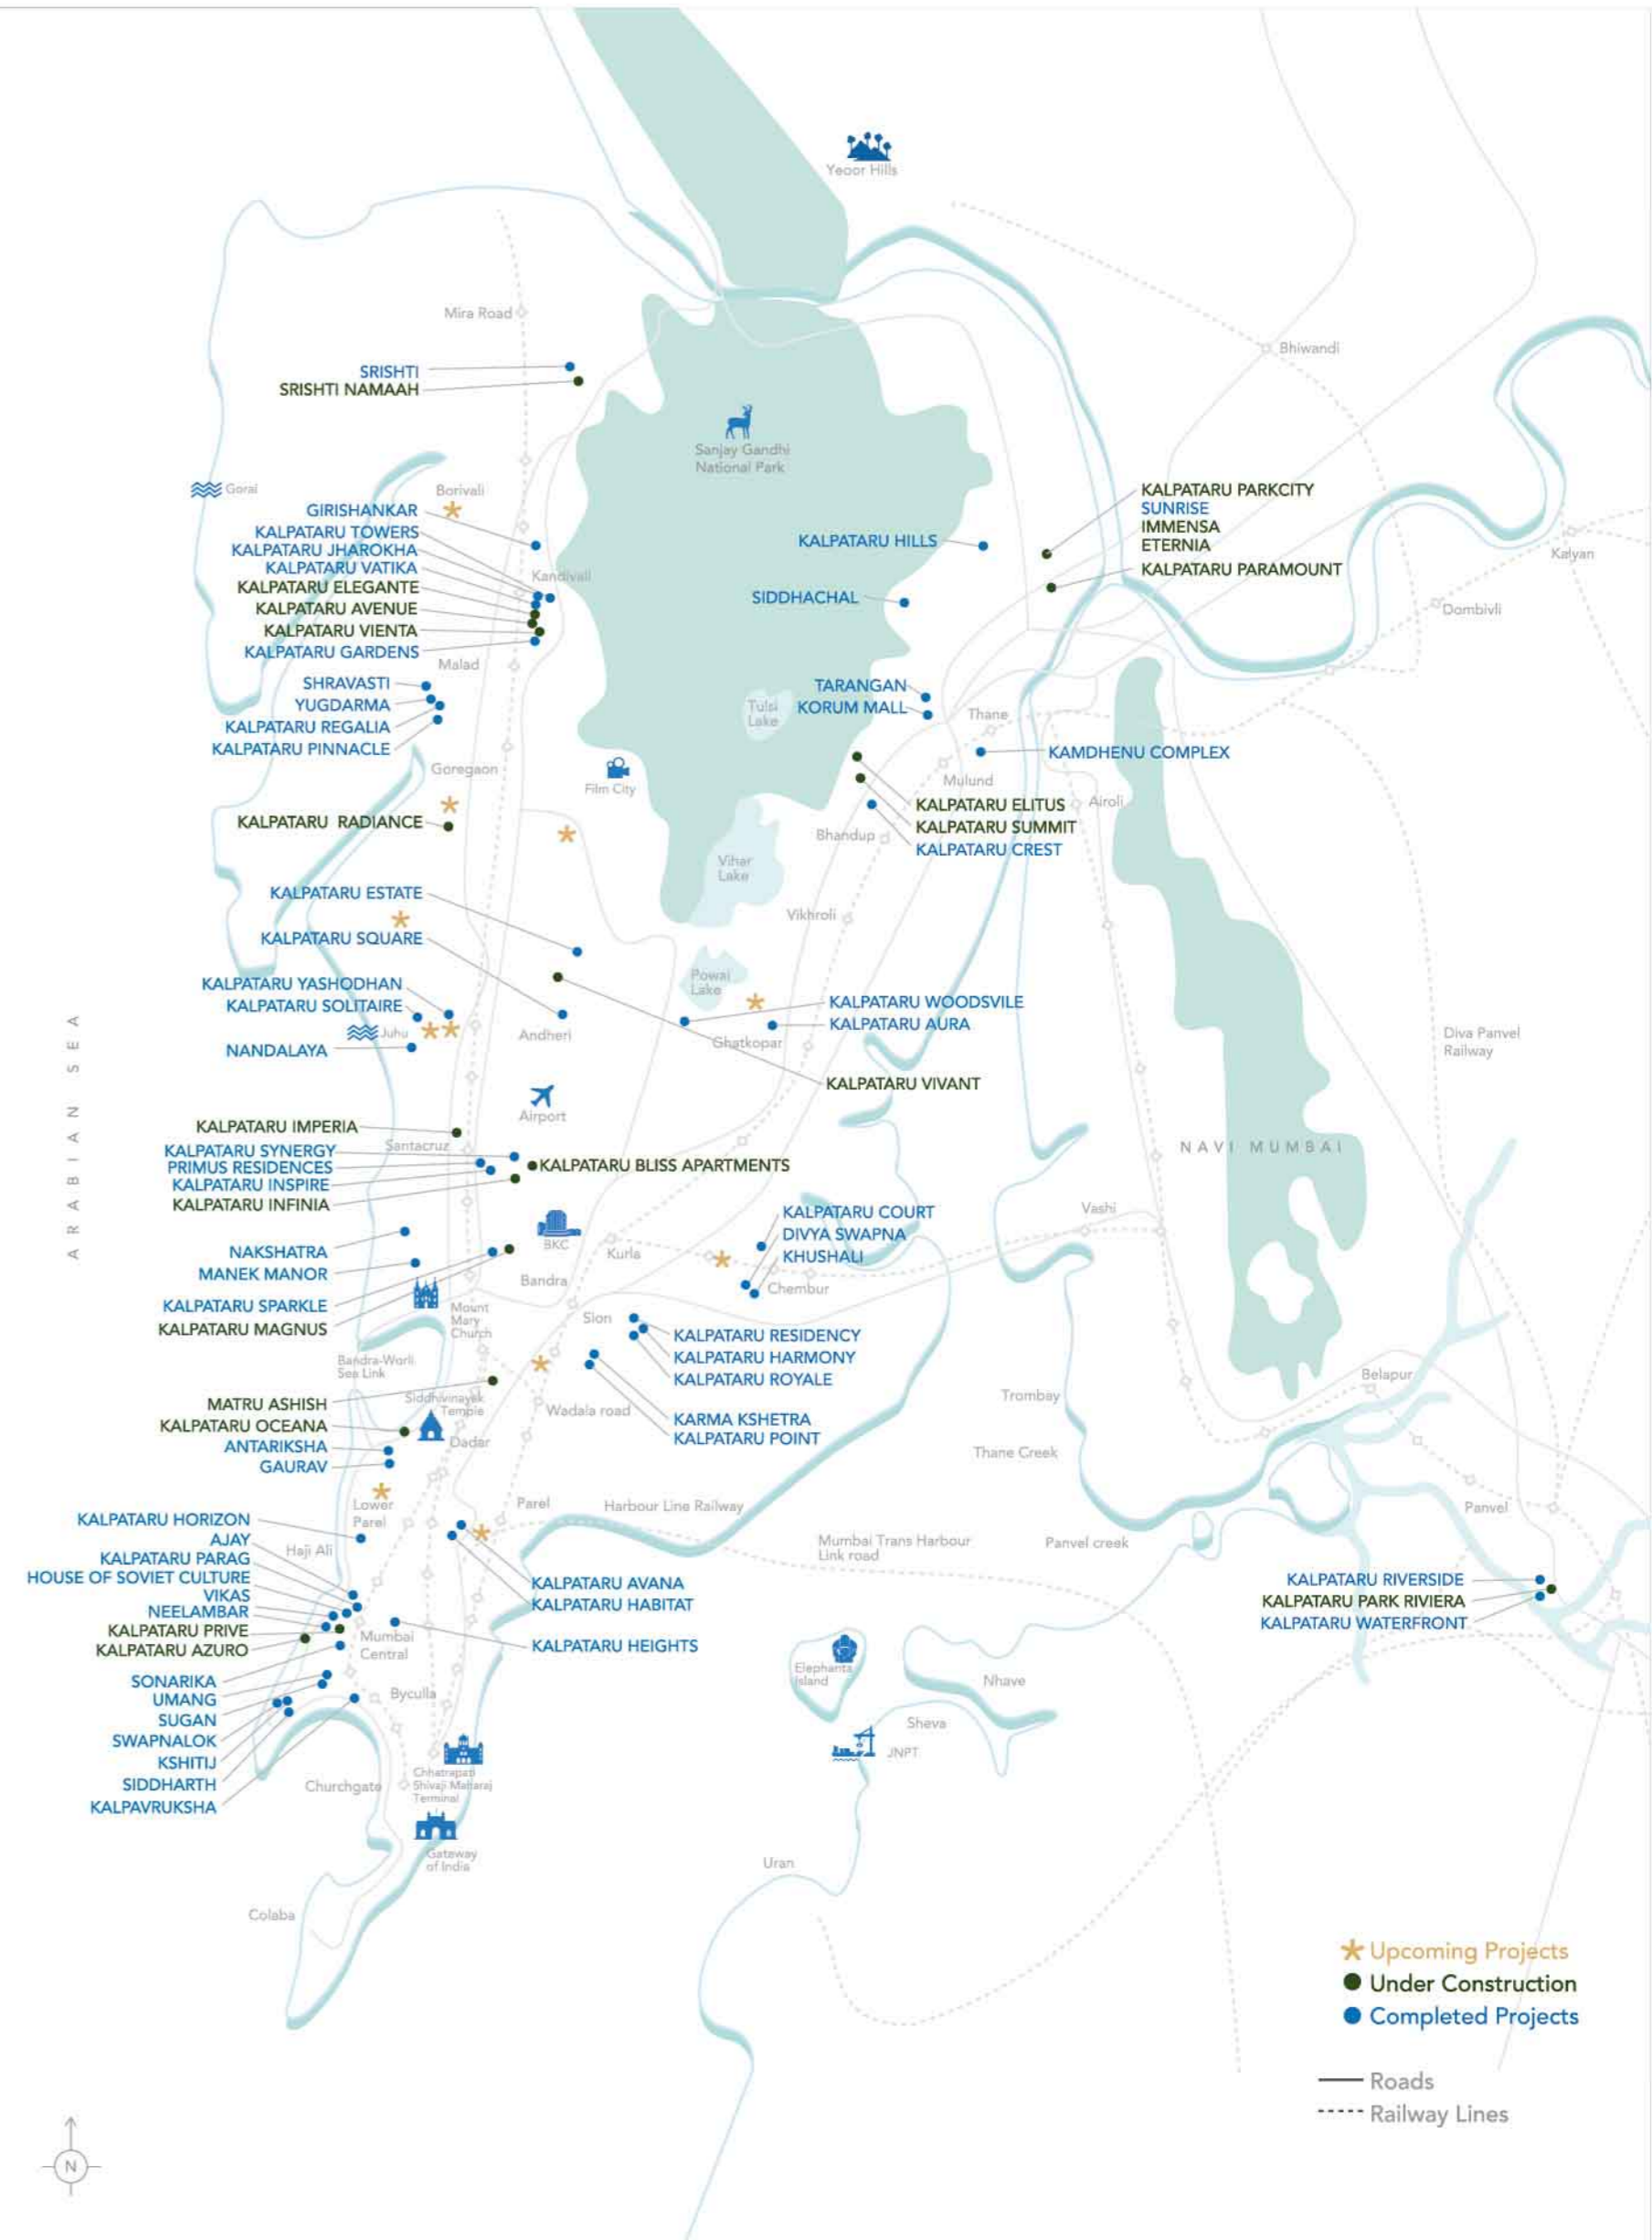 Yeoor Hills
Mira Road
Bhiwandi
SRISHTI
SRISHTI NAMAAH
Sanjay Gandhi
National Park
Gorai
Borivali
GIRISHANKAR
KALPATARU TOWERS
KALPATARU JHAROKHA
KALPATARU VATIKA
KALPATARU ELEGANTE
KALPATARU AVENUE
KALPATARU VIENTA
KALPATARU GARDENS
Kandivali
KALPATARU HILLS
SIDDHACHAL
KALPATARU PARKCITY
SUNRISE
IMMENSA
ETERNIA
KALPATARU PARAMOUNT
Kalyan
Dombivli
Malad
SHRAVASTI
YUGDARMA
KALPATARU REGALIA
KALPATARU PINNACLE
TARANGAN
KORUM MALL
Tulsi
Lake
Thane
KAMDHENU COMPLEX
Goregaon
Film City
Mulund
Airoli
KALPATARU ELITUS
KALPATARU SUMMIT
KALPATARU CREST
KALPATARU RADIANCE
Bhandup
Vihar
Lake
KALPATARU ESTATE
Vikhroli
KALPATARU SQUARE
KALPATARU YASHODHAN
KALPATARU SOLITAIRE
Juhu
NANDALAYA
Powai
Lake
KALPATARU WOODSVILE
KALPATARU AURA
Andheri
Ghatkopar
Diva Panvel
Railway
KALPATARU VIVANT
ARABIAN SEA
Airport
KALPATARU IMPERIA
Santacruz
KALPATARU SYNERGY
PRIMUS RESIDENCES
KALPATARU INSPIRE
KALPATARU INFINIA
KALPATARU BLISS APARTMENTS
NAVI MUMBAI
Vashi
KALPATARU COURT
DIVYA SWAPNA
KHUSHALI
NAKSHATRA
MANEK MANOR
BKC
Kurla
Bandra
Chembur
KALPATARU SPARKLE
KALPATARU MAGNUS
Mount
Mary
Church
Sion
KALPATARU RESIDENCY
KALPATARU HARMONY
KALPATARU ROYALE
Bandra-Worli
Sea Link
Belapur
MATRU ASHISH
KALPATARU OCEANA
ANTARIKSHA
GAURAV
Siddhivinayak
Temple
Dadar
Wadala road
KARMA KSHETRA
KALPATARU POINT
Trombay
Thane Creek
Lower
Parel
Parel
Harbour Line Railway
Panvel
KALPATARU HORIZON
AJAY
KALPATARU PARAG
HOUSE OF SOVIET CULTURE
VIKAS
NEELAMBAR
KALPATARU PRIVE
KALPATARU AZURO
Haji Ali
Mumbai Trans Harbour
Link road
Panvel creek
KALPATARU AVANA
KALPATARU HABITAT
KALPATARU HEIGHTS
KALPATARU RIVERSIDE
KALPATARU PARK RIVIERA
KALPATARU WATERFRONT
Mumbai
Central
SONARIKA
UMANG
SUGAN
SWAPNALOK
KSHITIJ
SIDDHARTH
KALPAVRUKSHA
Byculla
Elephanta
Island
Nhave
Sheva
JNPT
Churchgate
Chhatrapati
Shivaji Maharaj
Terminal
Gateway
of India
Uran
Colaba
Upcoming Projects
Under Construction
Completed Projects
Roads
Railway Lines
N